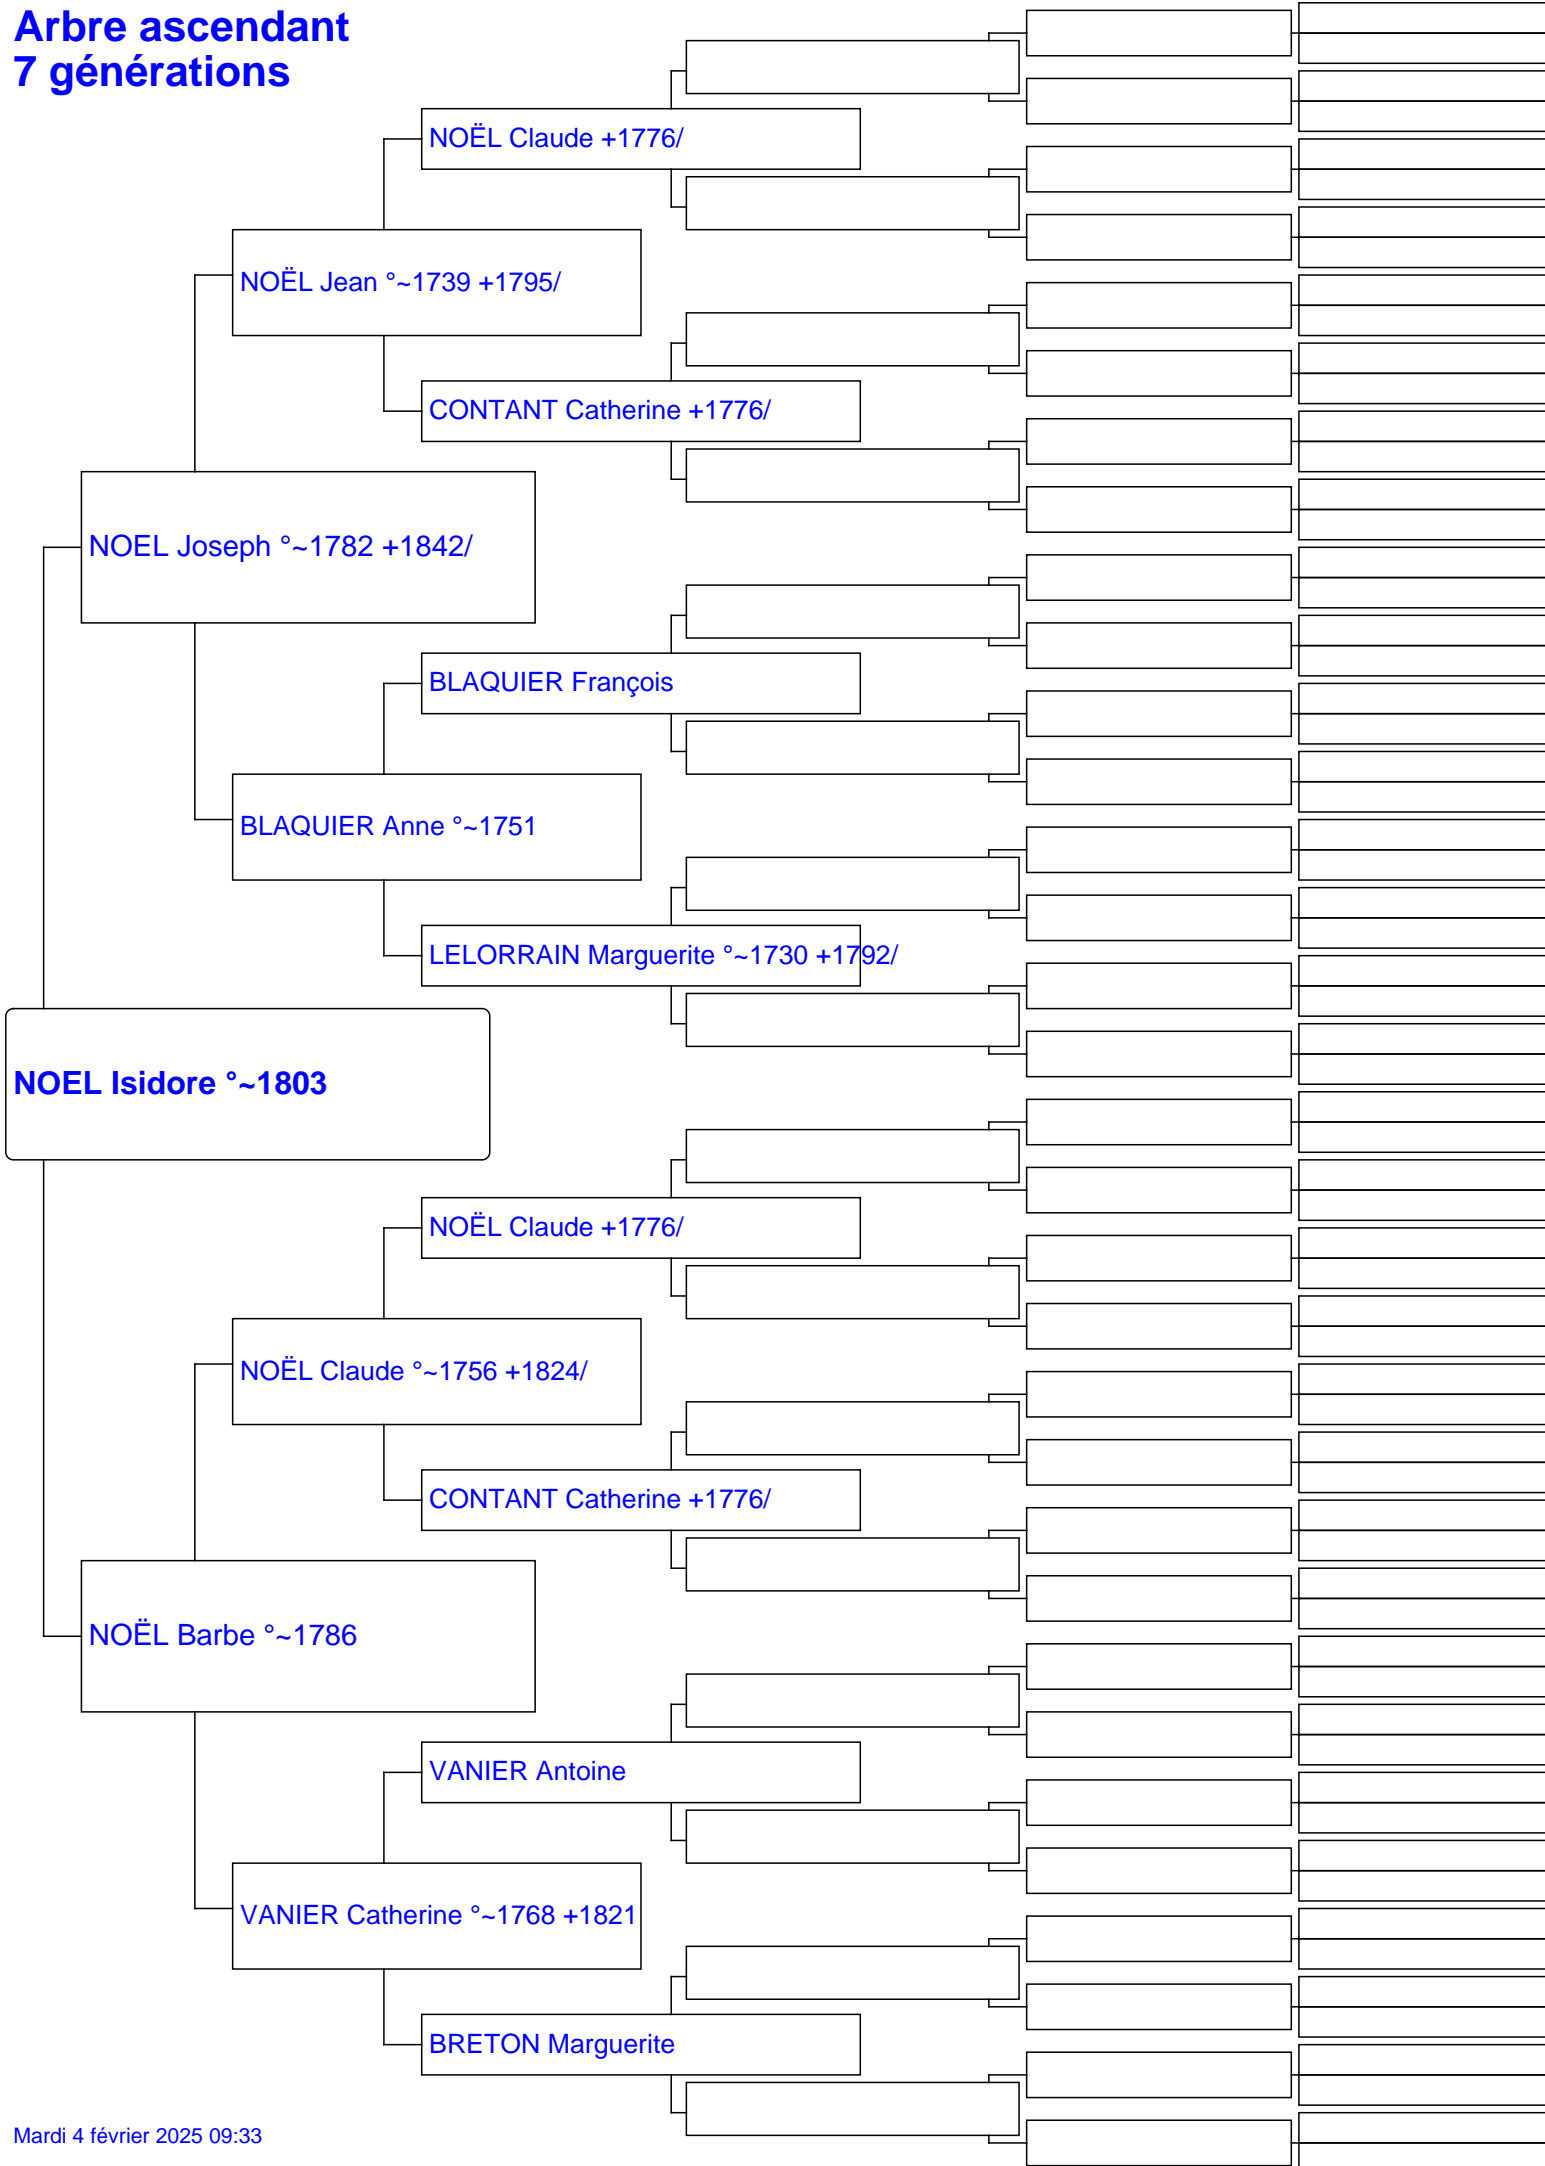 Arbre ascendant
7 générations
NOËL Claude +1776/
NOËL Jean °~1739 +1795/
CONTANT Catherine +1776/
NOEL Joseph °~1782 +1842/
BLAQUIER François
BLAQUIER Anne °~1751
LELORRAIN Marguerite °~1730 +1792/
NOEL Isidore °~1803
NOËL Claude +1776/
NOËL Claude °~1756 +1824/
CONTANT Catherine +1776/
NOËL Barbe °~1786
VANIER Antoine
VANIER Catherine °~1768 +1821
BRETON Marguerite
Mardi 4 février 2025 09:33